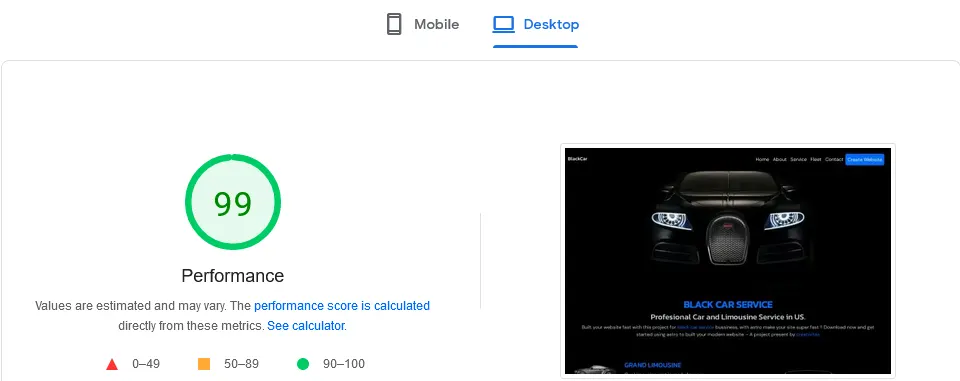 Mobile
Desktop
99
Performance
Values are estimated and may vary. The performance score is calculated
directly from these metrics. See calculator.
0–49
50–89
90–100
BlackCar
Home About Service Fleet Contact Create Website
BLACK CAR SERVICE
Profesional Car and Limousine Service in US.
Built your website fast with this project for black car service bussiness, with astro make your site super fast ? Download now and get
started using astro to built your modern website – A project present by
GRAND LIMOUSINE